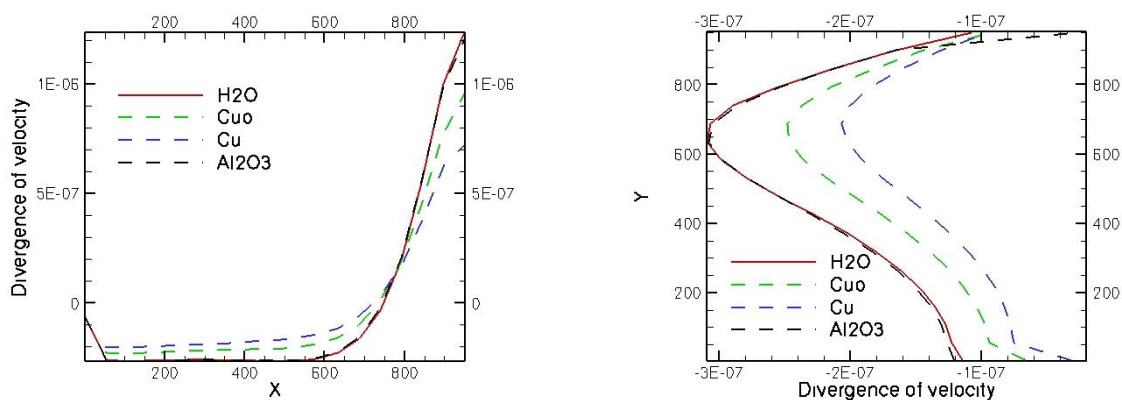 200 400 600 800
1E-06 1E-06
5E-07 5E-07
0 0
200 400 600 800
Divergence of velocity
X
H2O
Cuo
Cu
Al2O3
-3E-07 -2E-07 -1E-07
800 800
600 600
400 400
200 200
-3E-07 -2E-07 -1E-07
Y
Divergence of velocity
H2O
Cuo
Cu
Al2O3